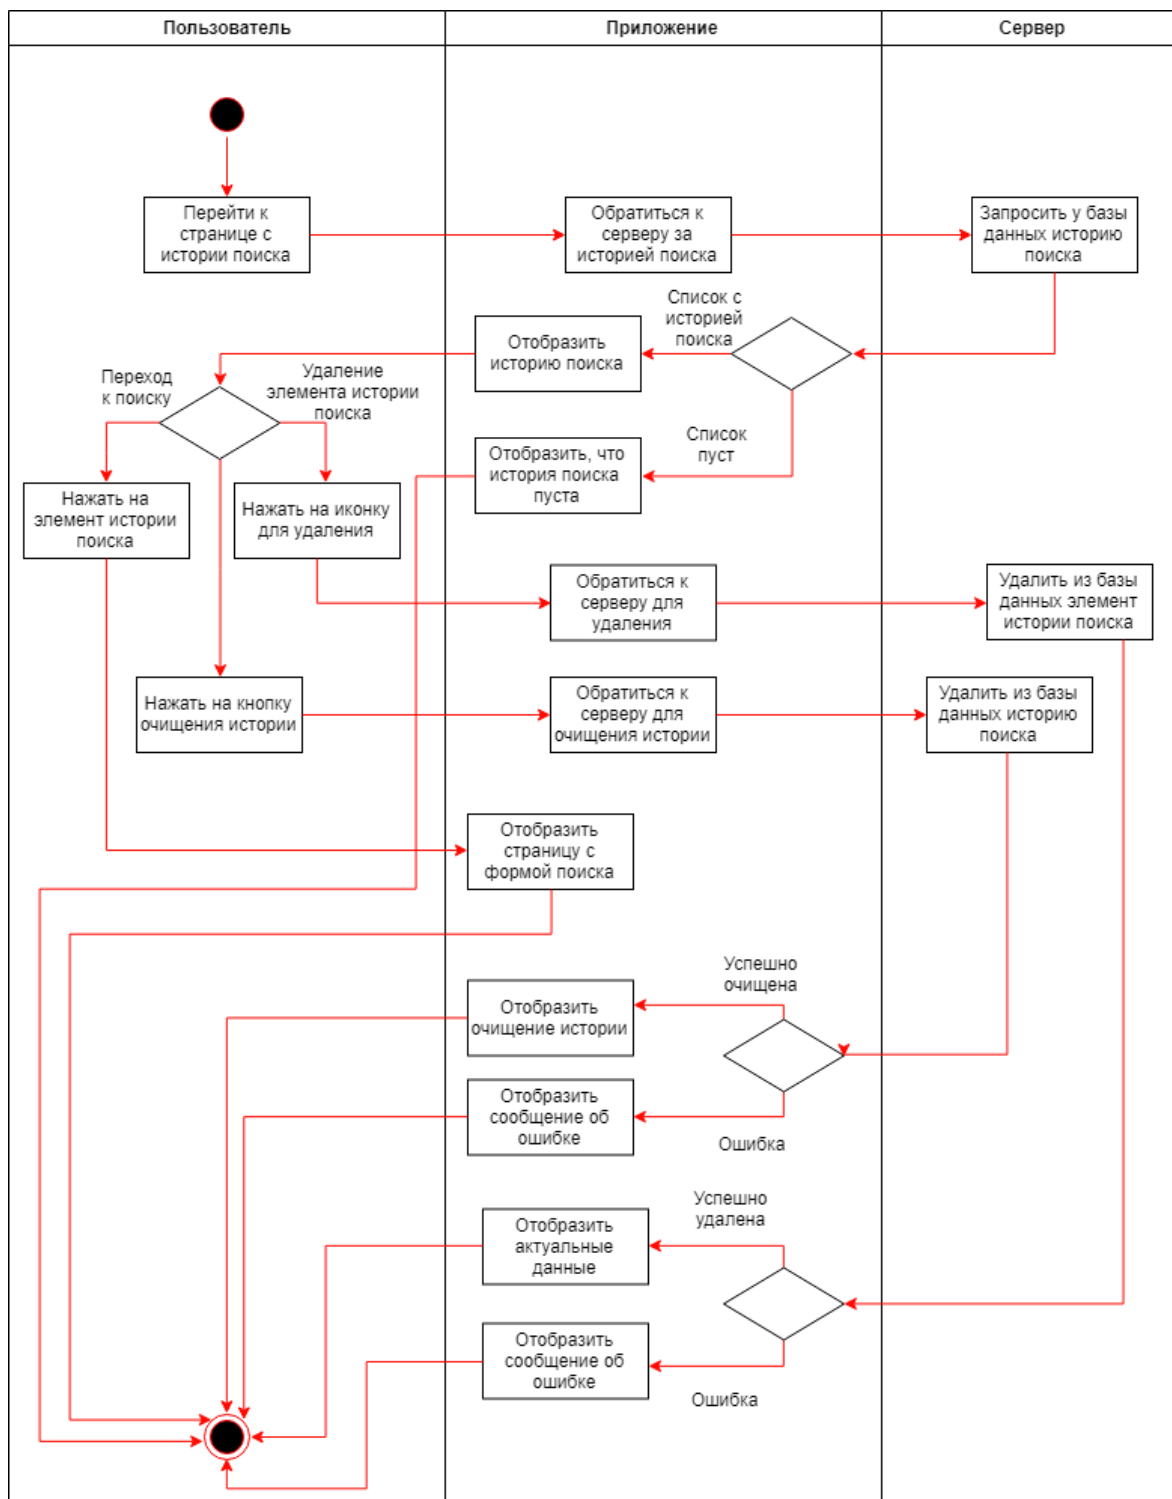 Пользователь
Приложение
Сервер
Перейти к
странице с
истории поиска
Обратиться к
серверу за
историей поиска
Запросить у базы
данных историю
поиска
Список с
историей
поиска
Отобразить
историю поиска
Переход
к поиску
Удаление
элемента истории
поиска
Список
пуст
Отобразить, что
история поиска
пуста
Нажать на
элемент истории
поиска
Нажать на иконку
для удаления
Обратиться к
серверу для
удаления
Удалить из базы
данных элемент
истории поиска
Нажать на кнопку
очищения истории
Обратиться к
серверу для
очищения истории
Удалить из базы
данных историю
поиска
Отобразить
страницу с
формой поиска
Успешно
очищена
Отобразить
очищение истории
Отобразить
сообщение об
ошибке
Ошибка
Успешно
удалена
Отобразить
актуальные
данные
Отобразить
сообщение об
ошибке
Ошибка